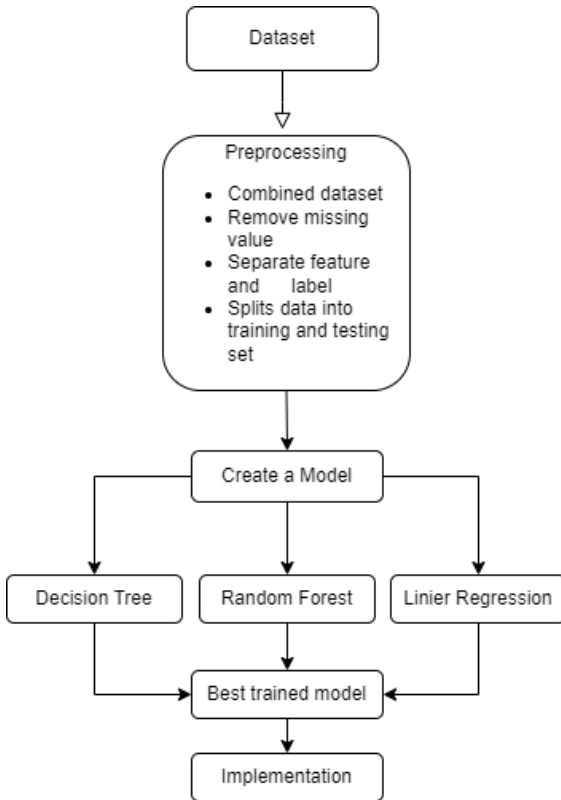 Dataset
Preprocessing
• Combined dataset
• Remove missing
value
• Separate feature
and label
• Splits data into
training and testing
set
Create a Model
Decision Tree
Random Forest
Linier Regression
Best trained model
Implementation